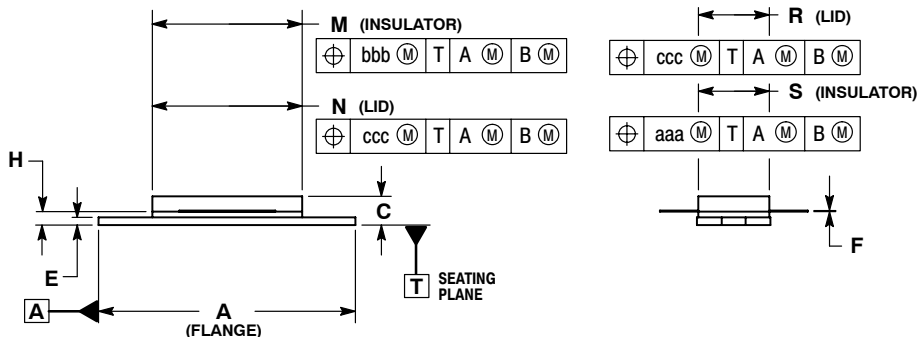 M (INSULATOR)
⌖ bbb Ⓜ T A Ⓜ B Ⓜ
N (LID)
⌖ ccc Ⓜ T A Ⓜ B Ⓜ
R (LID)
⌖ ccc Ⓜ T A Ⓜ B Ⓜ
S (INSULATOR)
⌖ aaa Ⓜ T A Ⓜ B Ⓜ
H
C
E
F
T SEATING
PLANE
A
A
(FLANGE)